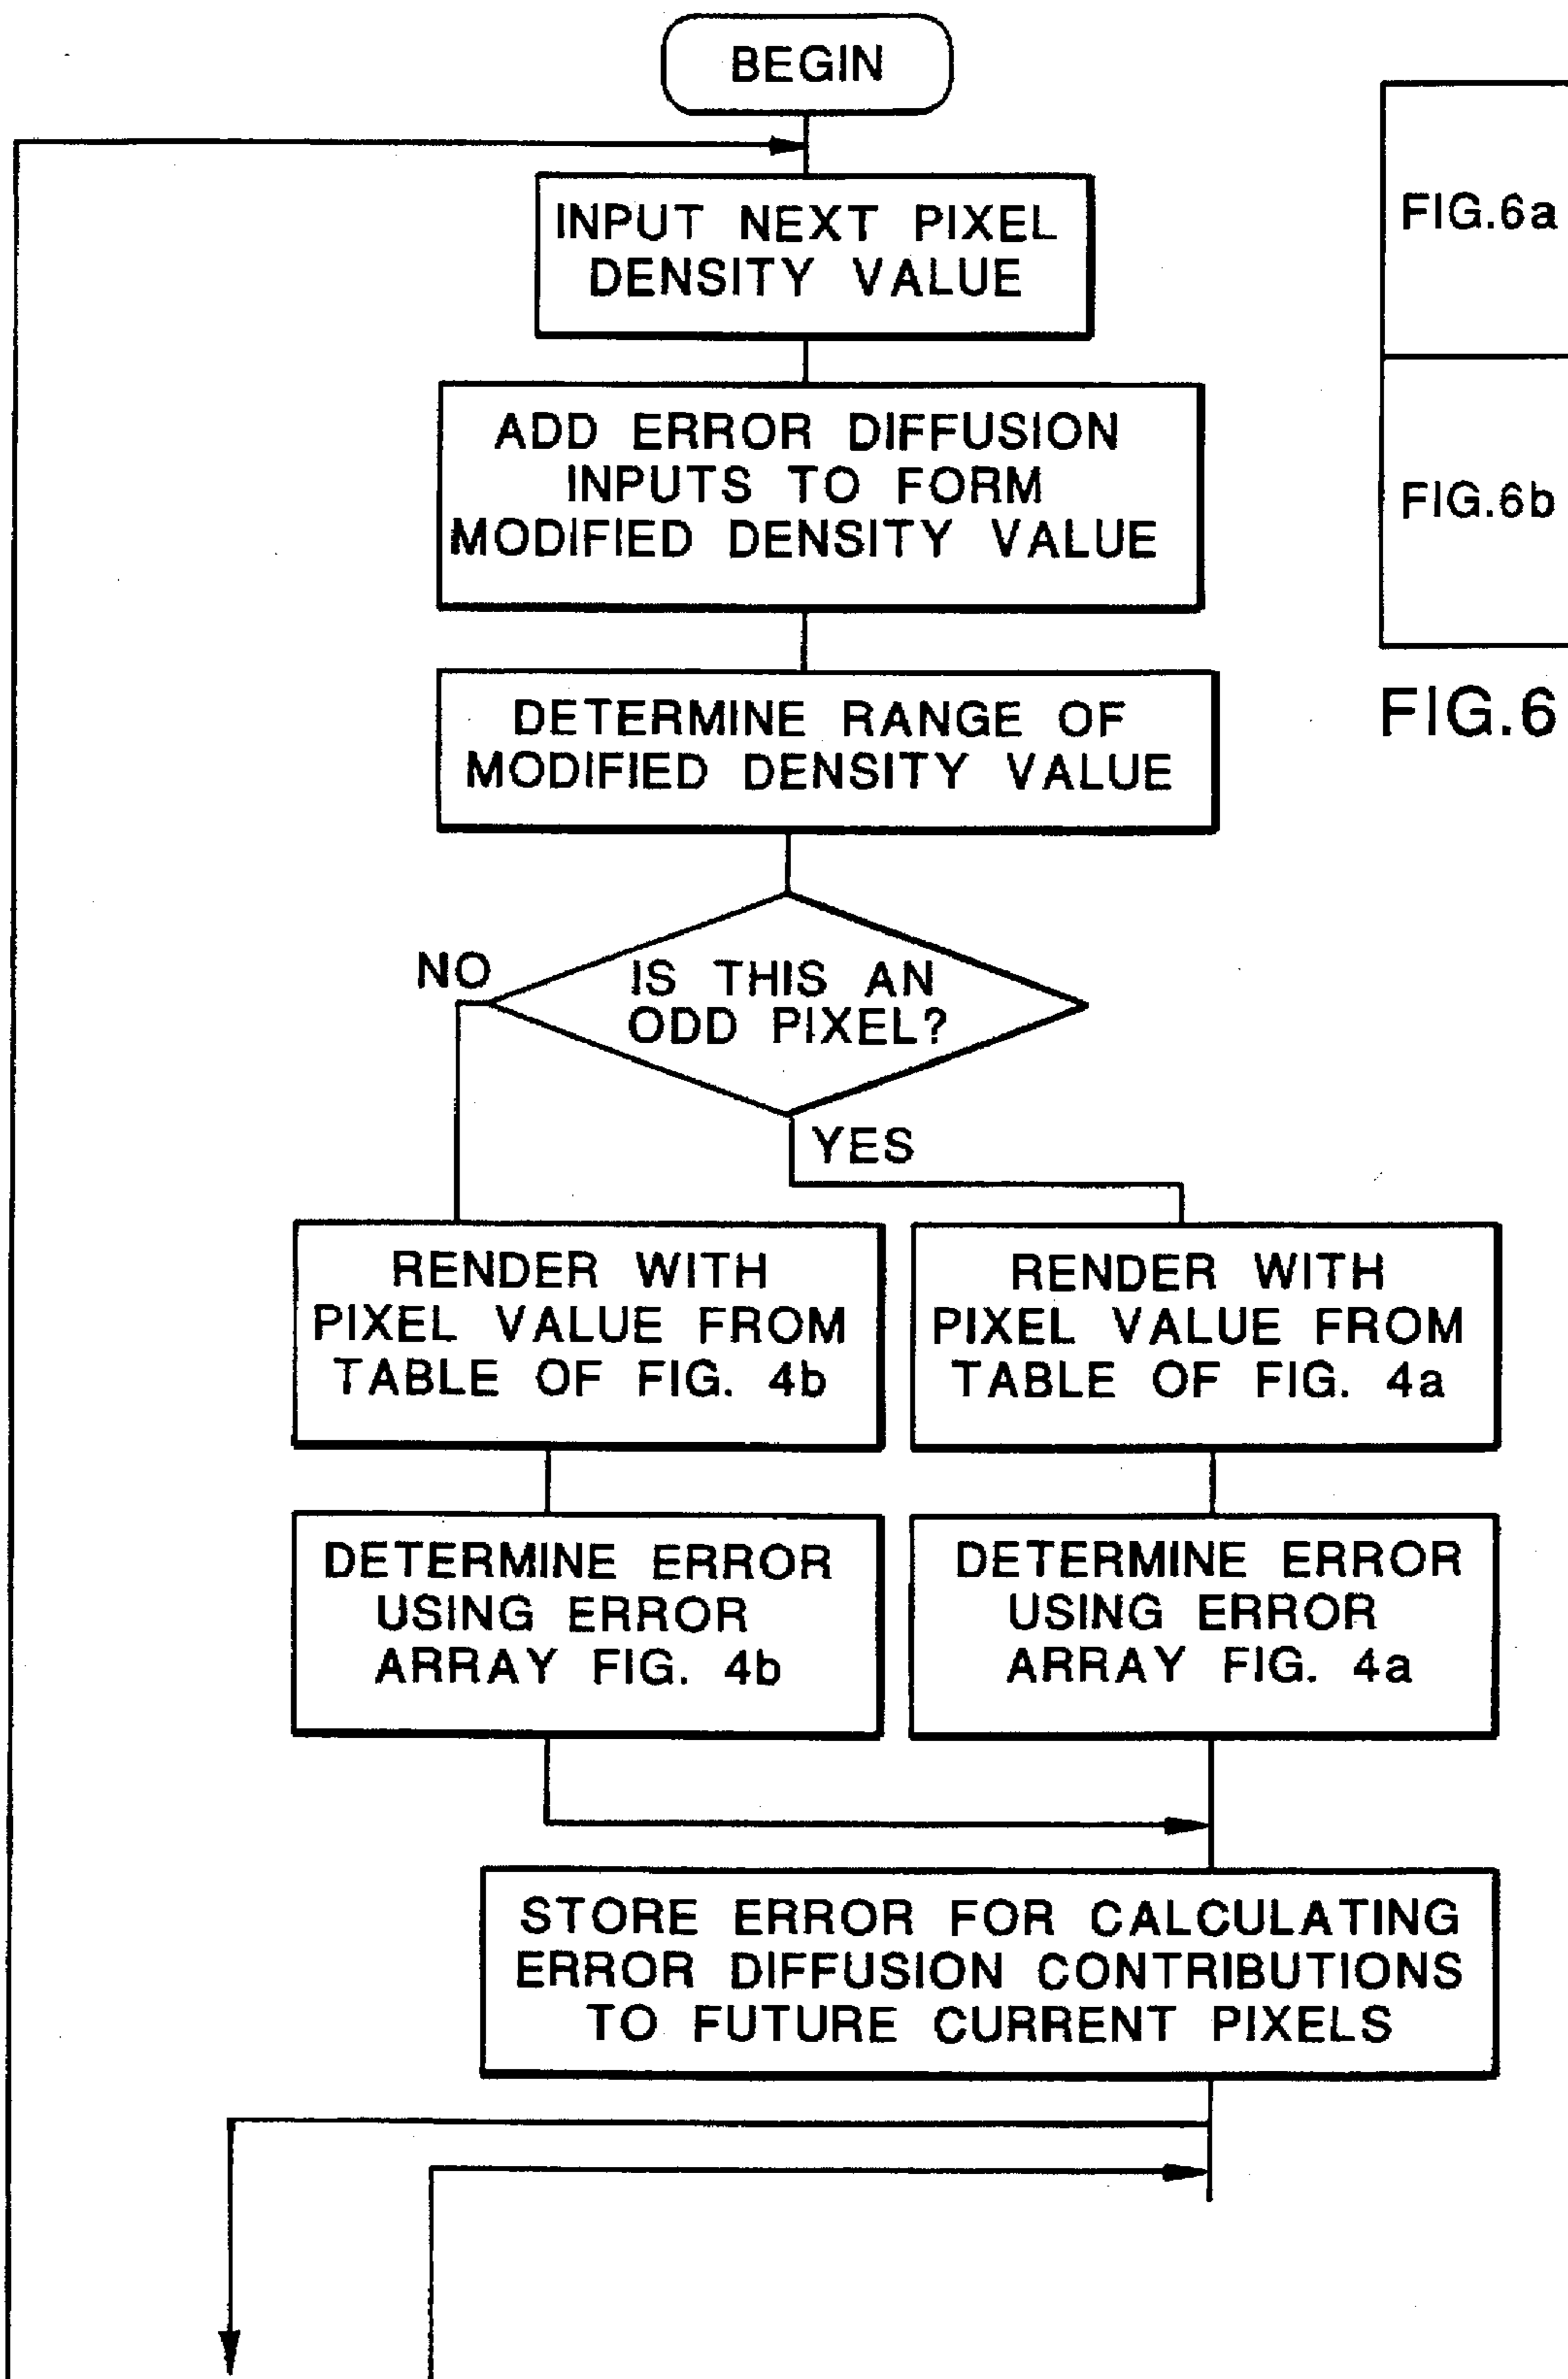 BEGIN
INPUT NEXT PIXEL
DENSITY VALUE
ADD ERROR DIFFUSION
INPUTS TO FORM
MODIFIED DENSITY VALUE
DETERMINE RANGE OF
MODIFIED DENSITY VALUE
FIG.6a
FIG.6b
FIG.6
NO
IS THIS AN
ODD PIXEL?
YES
RENDER WITH
PIXEL VALUE FROM
TABLE OF FIG. 4b
RENDER WITH
PIXEL VALUE FROM
TABLE OF FIG. 4a
DETERMINE ERROR
USING ERROR
ARRAY FIG. 4b
DETERMINE ERROR
USING ERROR
ARRAY FIG. 4a
STORE ERROR FOR CALCULATING
ERROR DIFFUSION CONTRIBUTIONS
TO FUTURE CURRENT PIXELS